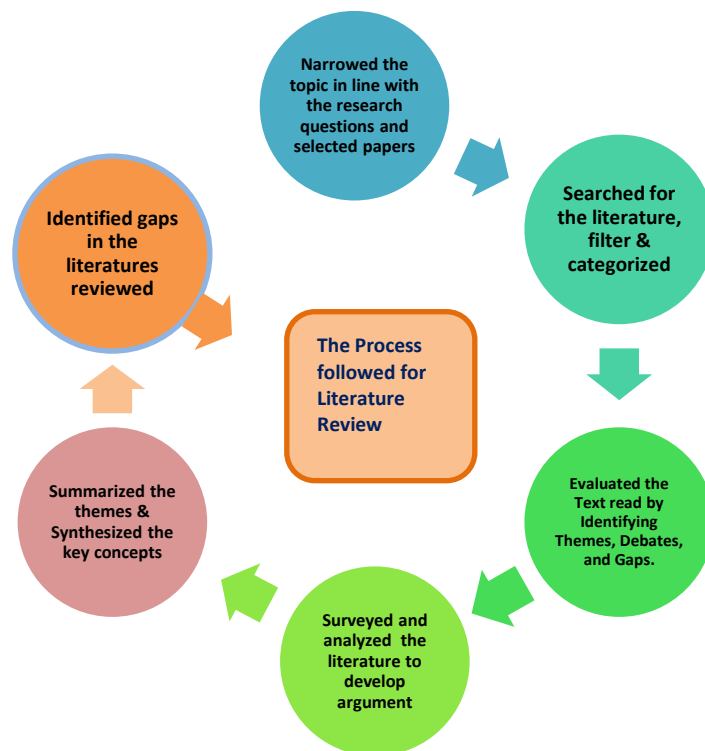 Narrowed the
topic in line with
the research
questions and
selected papers
Searched for
the literature,
filter &
categorized
Evaluated the
Text read by
Identifying
Themes, Debates,
and Gaps.
Surveyed and
analyzed the
literature to
develop
argument
Summarized the
themes &
Synthesized the
key concepts
Identified gaps
in the
literatures
reviewed
The Process
followed for
Literature
Review